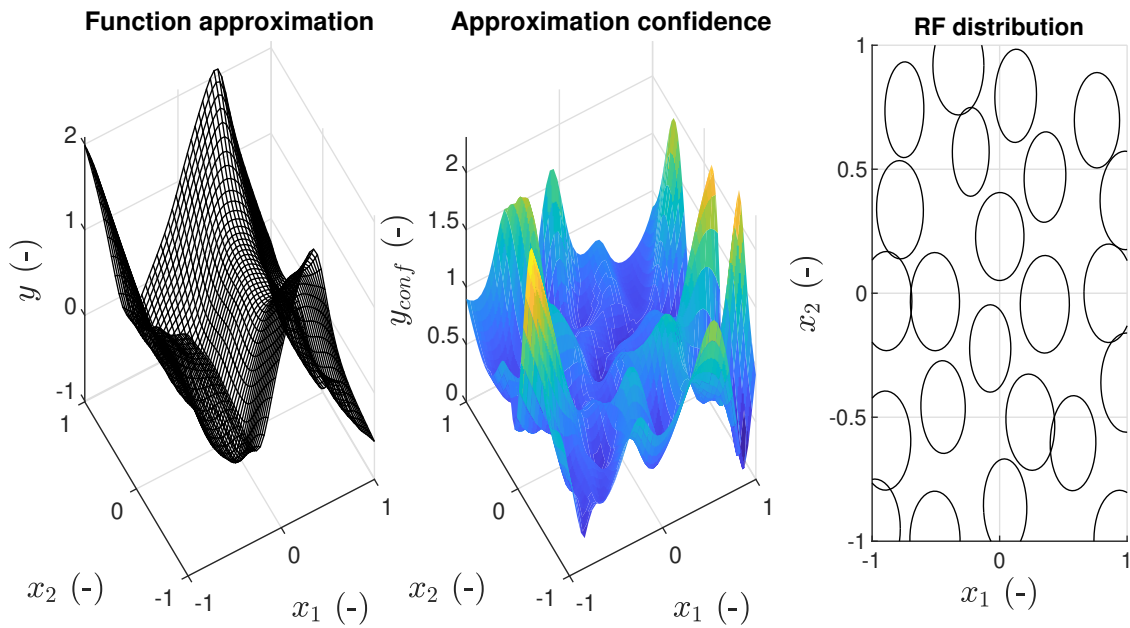 Function approximation
2
1
0
-1
y (-)
1
0
-1
x₂ (-)
-1
0
1
x₁ (-)
Approximation confidence
2
1.5
1
0.5
0
y_conf (-)
1
0
-1
x₂ (-)
-1
0
1
x₁ (-)
RF distribution
1
0.5
0
-0.5
-1
x₂ (-)
-1
0
1
x₁ (-)